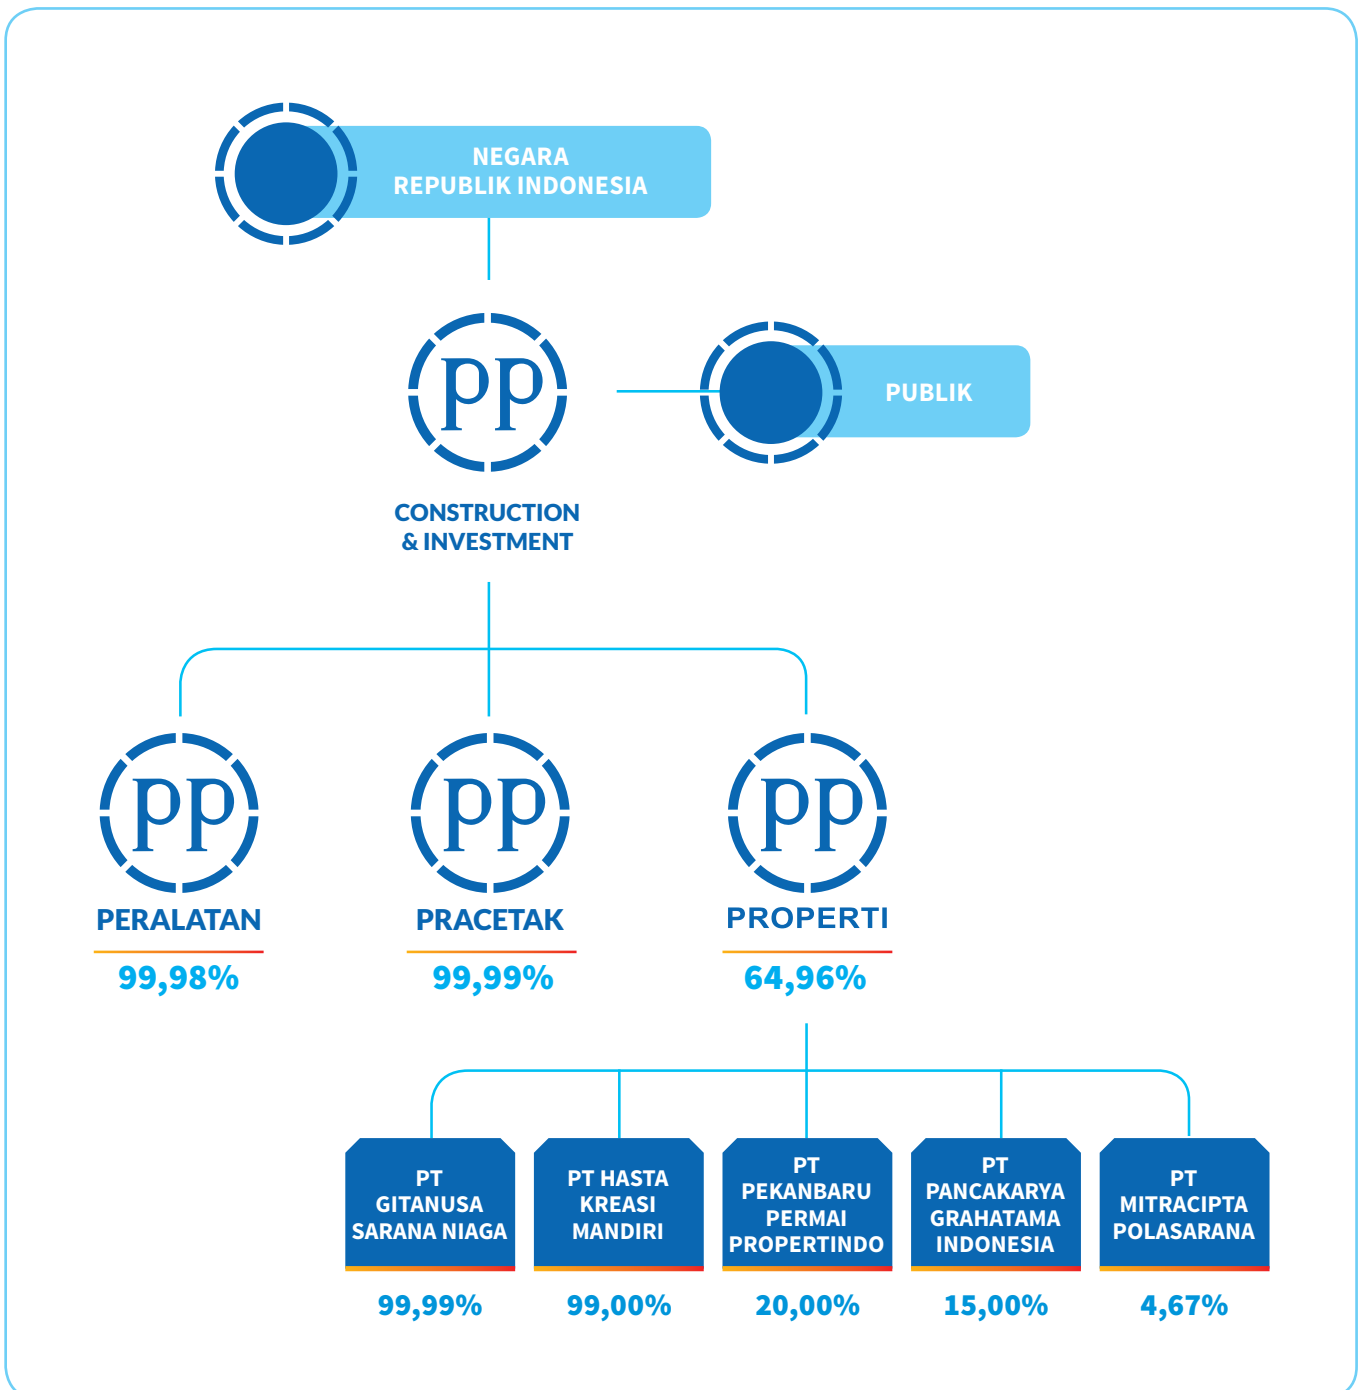 NEGARA
REPUBLIK INDONESIA
pp
PUBLIK
CONSTRUCTION
& INVESTMENT
pp
pp
pp
PERALATAN
PRACETAK
PROPERTI
99,98%
99,99%
64,96%
PT
GITANUSA
SARANA NIAGA
PT HASTA
KREASI
MANDIRI
PT
PEKANBARU
PERMAI
PROPERTINDO
PT
PANCAKARYA
GRAHATAMA
INDONESIA
PT
MITRACIPTA
POLASARANA
99,99%
99,00%
20,00%
15,00%
4,67%